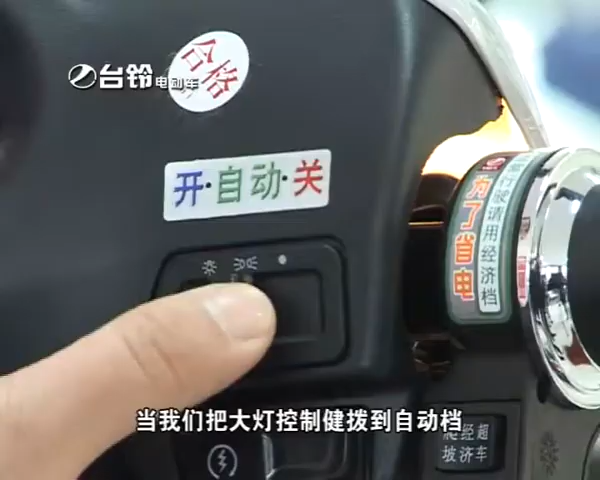 台铃电动车
合格
开·自动·关
为了省电
请用经济档
当我们把大灯控制健拨到自动档
爬经超
坡济车